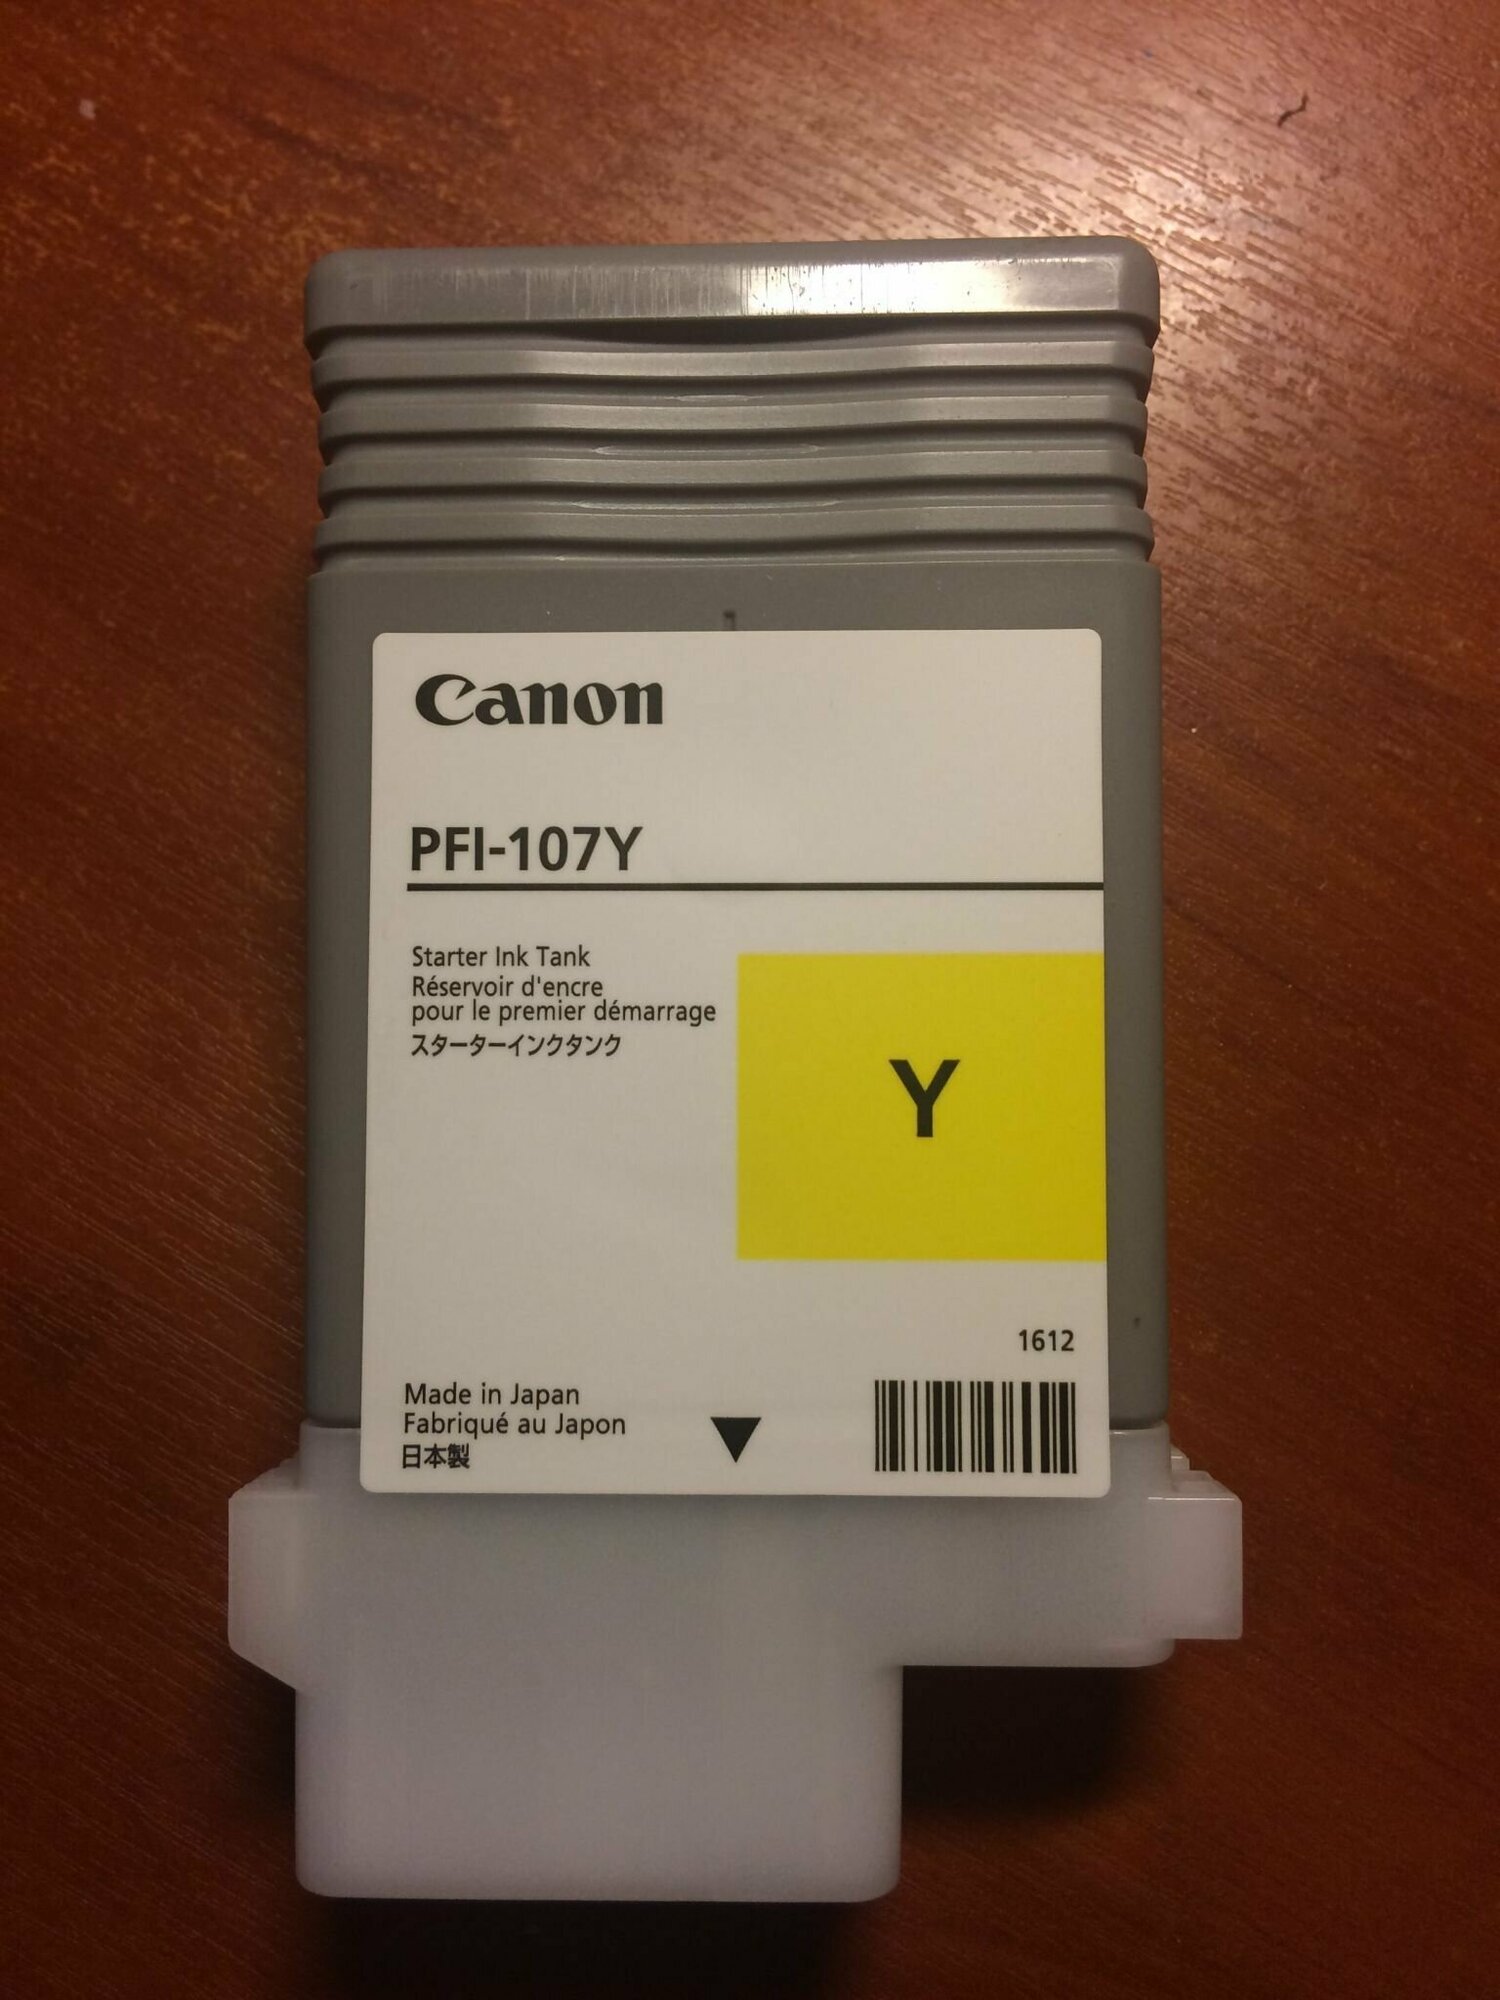 Canon
PFI-107Y
Starter Ink Tank
Réservoir d'encre
pour le premier démarrage
スターターインクタンク
Y
1612
Made in Japan
Fabriqué au Japon
日本製